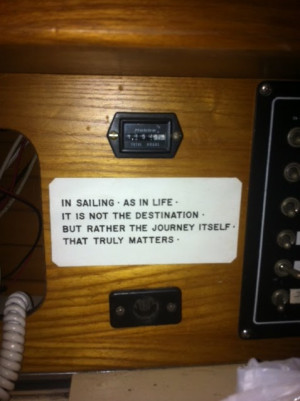 IN SAILING · AS IN LIFE ·
IT IS NOT THE DESTINATION ·
BUT RATHER THE JOURNEY ITSELF ·
THAT TRULY MATTERS ·